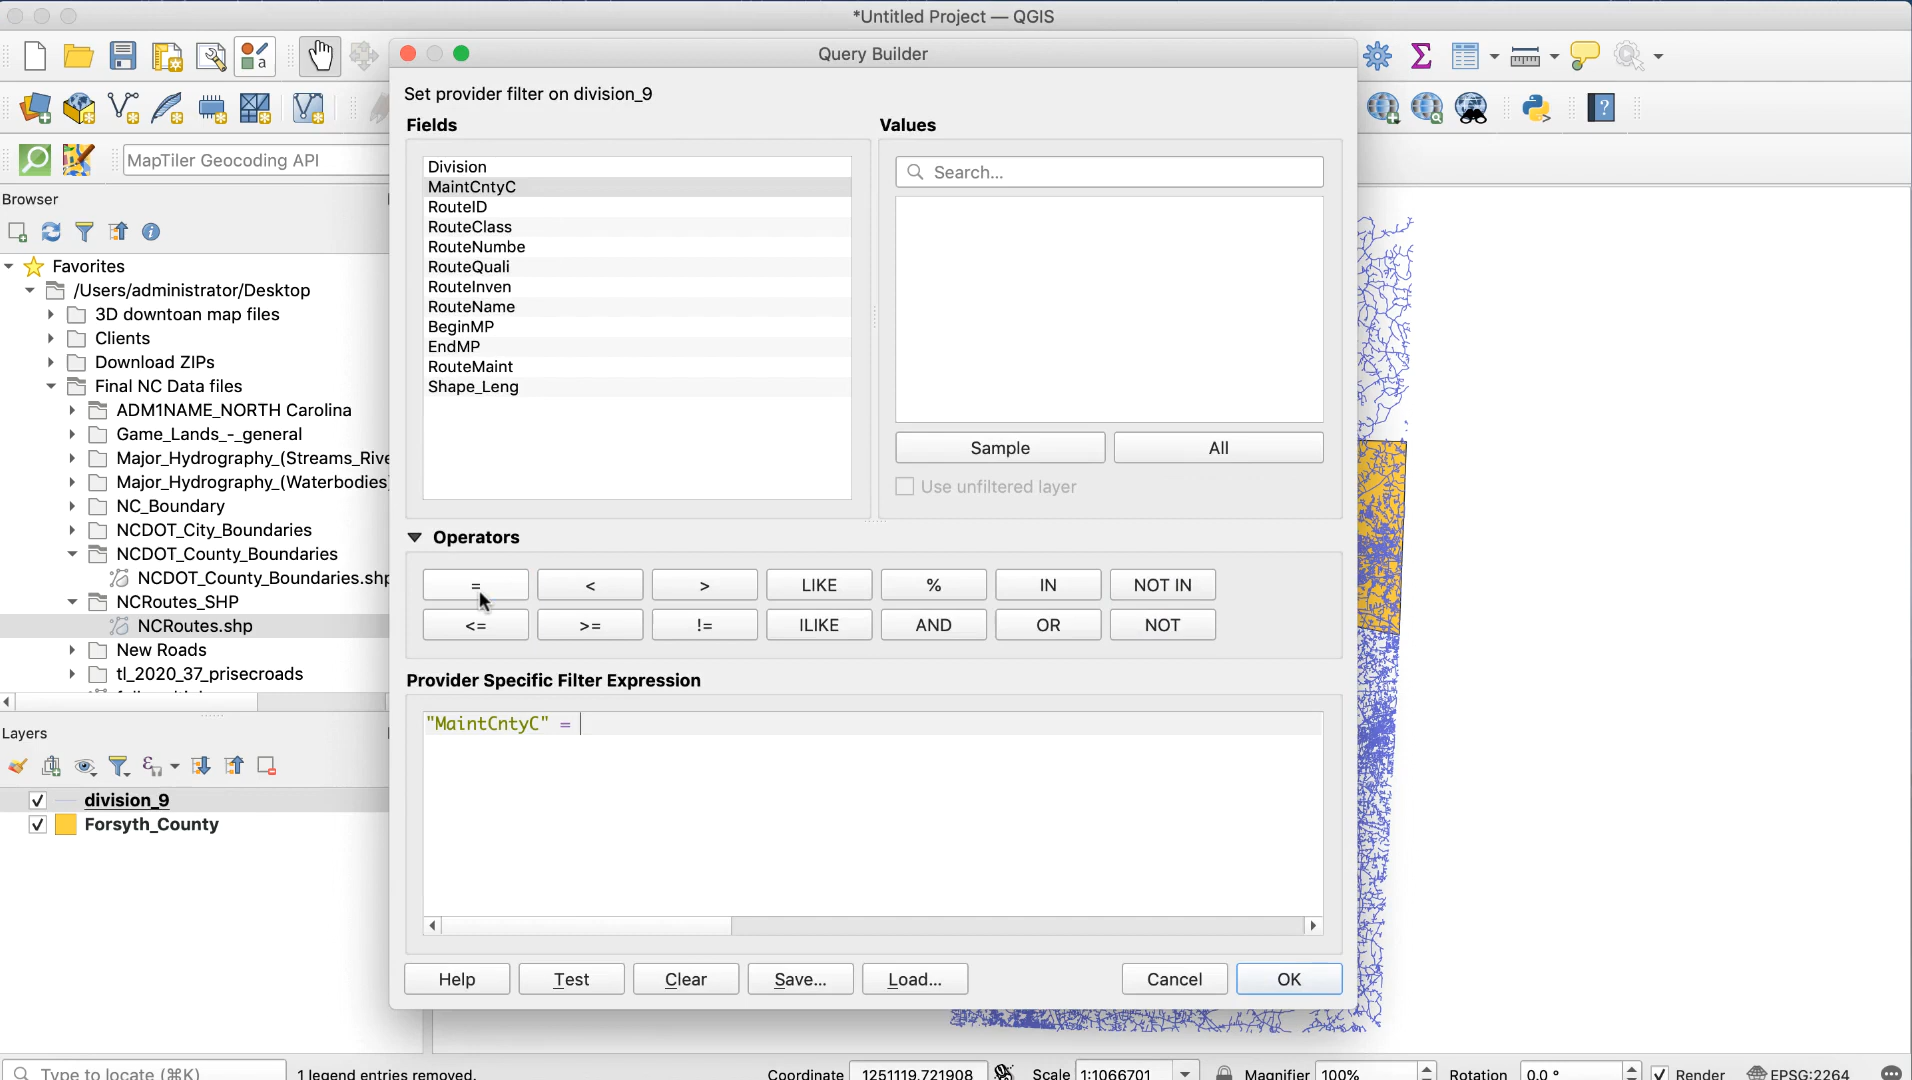 *Untitled Project — QGIS
Query Builder
Set provider filter on division_9
Fields
Values
Division
MaintCntyC
RouteID
RouteClass
RouteNumbe
RouteQuali
RouteInven
RouteName
BeginMP
EndMP
RouteMaint
Shape_Leng
Search...
Sample
All
Use unfiltered layer
Operators
=
<
>
LIKE
%
IN
NOT IN
<=
>=
!=
ILIKE
AND
OR
NOT
Provider Specific Filter Expression
"MaintCntyC" =
Help
Test
Clear
Save...
Load...
Cancel
OK
MapTiler Geocoding API
Browser
Favorites
/Users/administrator/Desktop
3D downtoan map files
Clients
Download ZIPs
Final NC Data files
ADM1NAME_NORTH Carolina
Game_Lands_-_general
Major_Hydrography_(Streams_Rive
Major_Hydrography_(Waterbodies
NC_Boundary
NCDOT_City_Boundaries
NCDOT_County_Boundaries
NCDOT_County_Boundaries.shp
NCRoutes_SHP
NCRoutes.shp
New Roads
tl_2020_37_prisecroads
Layers
division_9
Forsyth_County
Type to locate (⌘K)
1 legend entries removed.
Coordinate 1251119,721908
Scale 1:1066701
Magnifier 100%
Rotation 0.0 °
Render
EPSG:2264